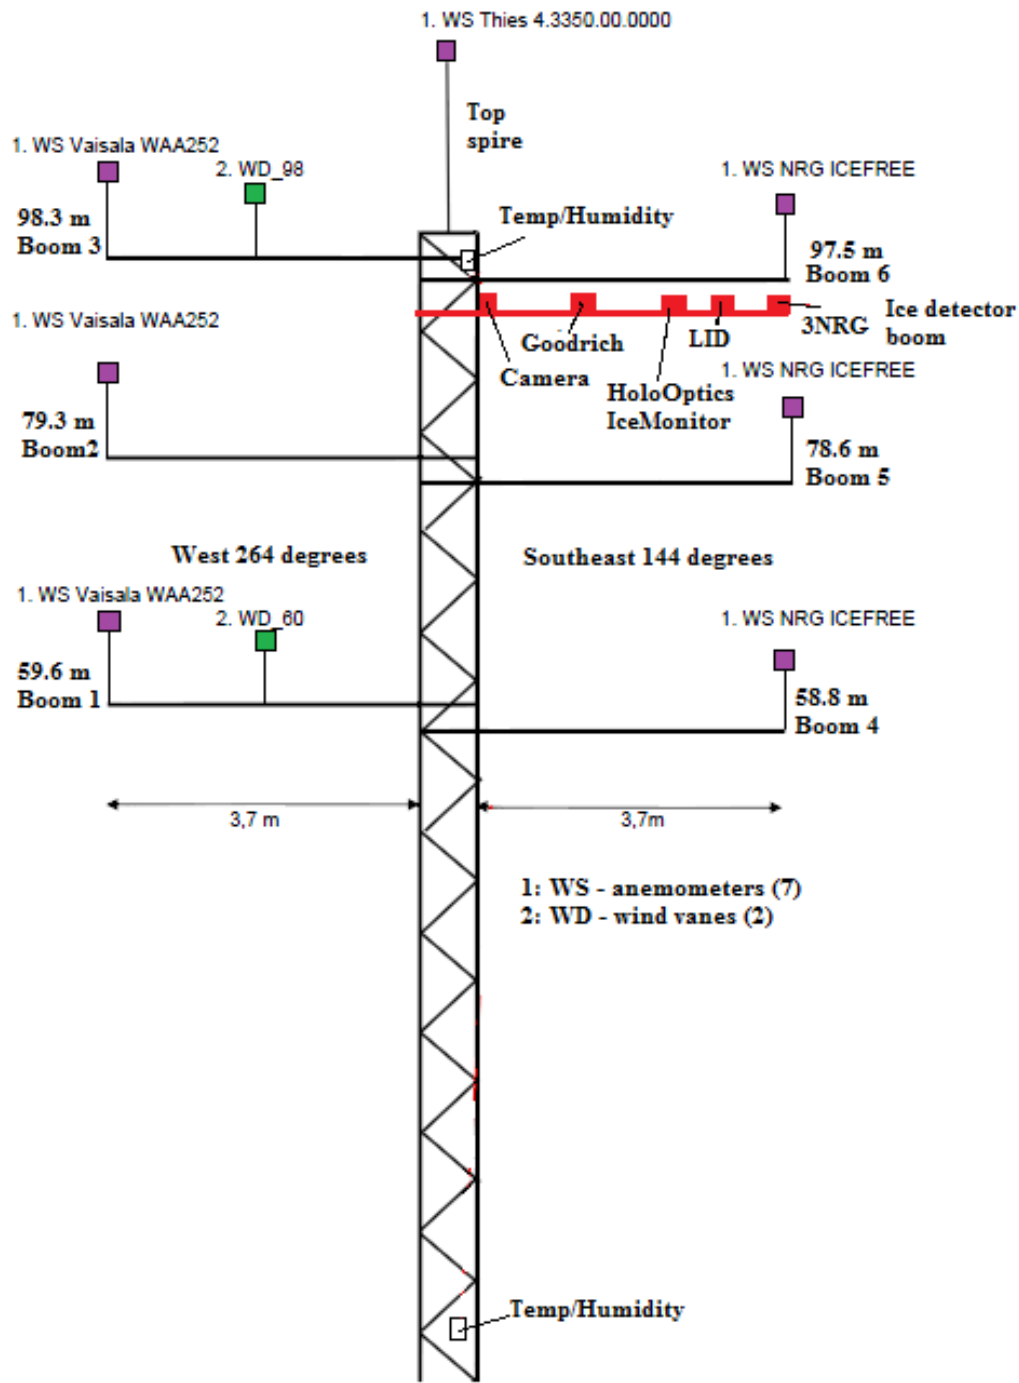 1. WS Thies 4.3350.00.0000
Top
spire
1. WS Vaisala WAA252
2. WD_98
1. WS NRG ICEFREE
98.3 m
Boom 3
Temp/Humidity
97.5 m
Boom 6
1. WS Vaisala WAA252
Goodrich
LID
3NRG
Ice detector
boom
Camera
1. WS NRG ICEFREE
HoloOptics
IceMonitor
79.3 m
Boom2
78.6 m
Boom 5
West 264 degrees
Southeast 144 degrees
1. WS Vaisala WAA252
2. WD_60
1. WS NRG ICEFREE
59.6 m
Boom 1
58.8 m
Boom 4
3,7 m
3,7m
1: WS - anemometers (7)
2: WD - wind vanes (2)
Temp/Humidity